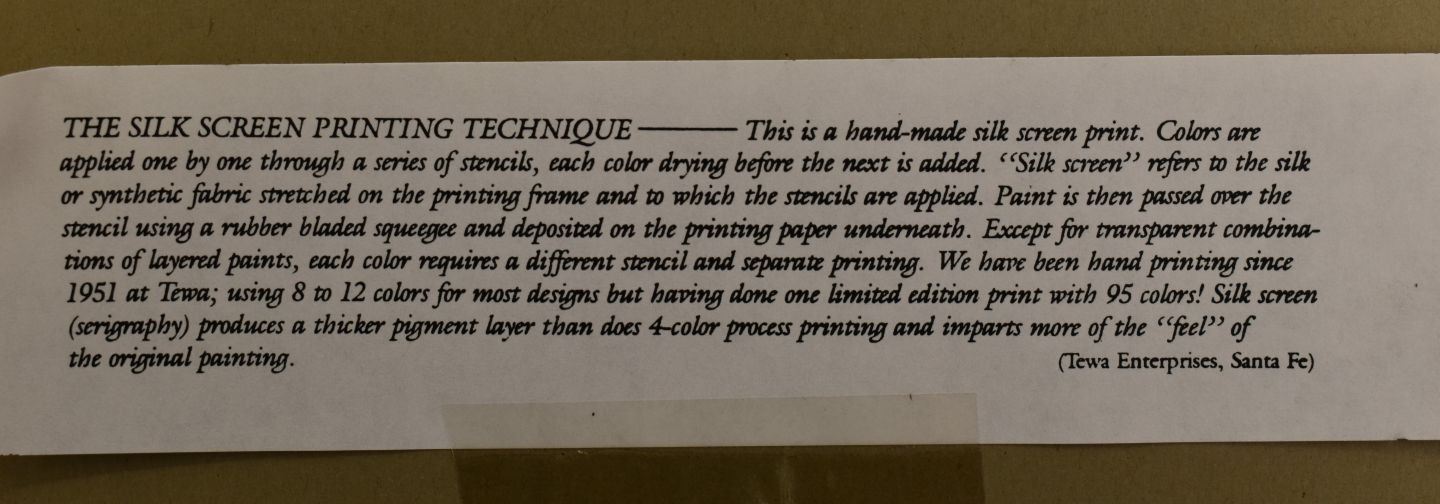 THE SILK SCREEN PRINTING TECHNIQUE ——— This is a hand-made silk screen print. Colors are
applied one by one through a series of stencils, each color drying before the next is added. “Silk screen” refers to the silk
or synthetic fabric stretched on the printing frame and to which the stencils are applied. Paint is then passed over the
stencil using a rubber bladed squeegee and deposited on the printing paper underneath. Except for transparent combina-
tions of layered paints, each color requires a different stencil and separate printing. We have been hand printing since
1951 at Tewa; using 8 to 12 colors for most designs but having done one limited edition print with 95 colors! Silk screen
(serigraphy) produces a thicker pigment layer than does 4-color process printing and imparts more of the “feel” of
the original painting. (Tewa Enterprises, Santa Fe)